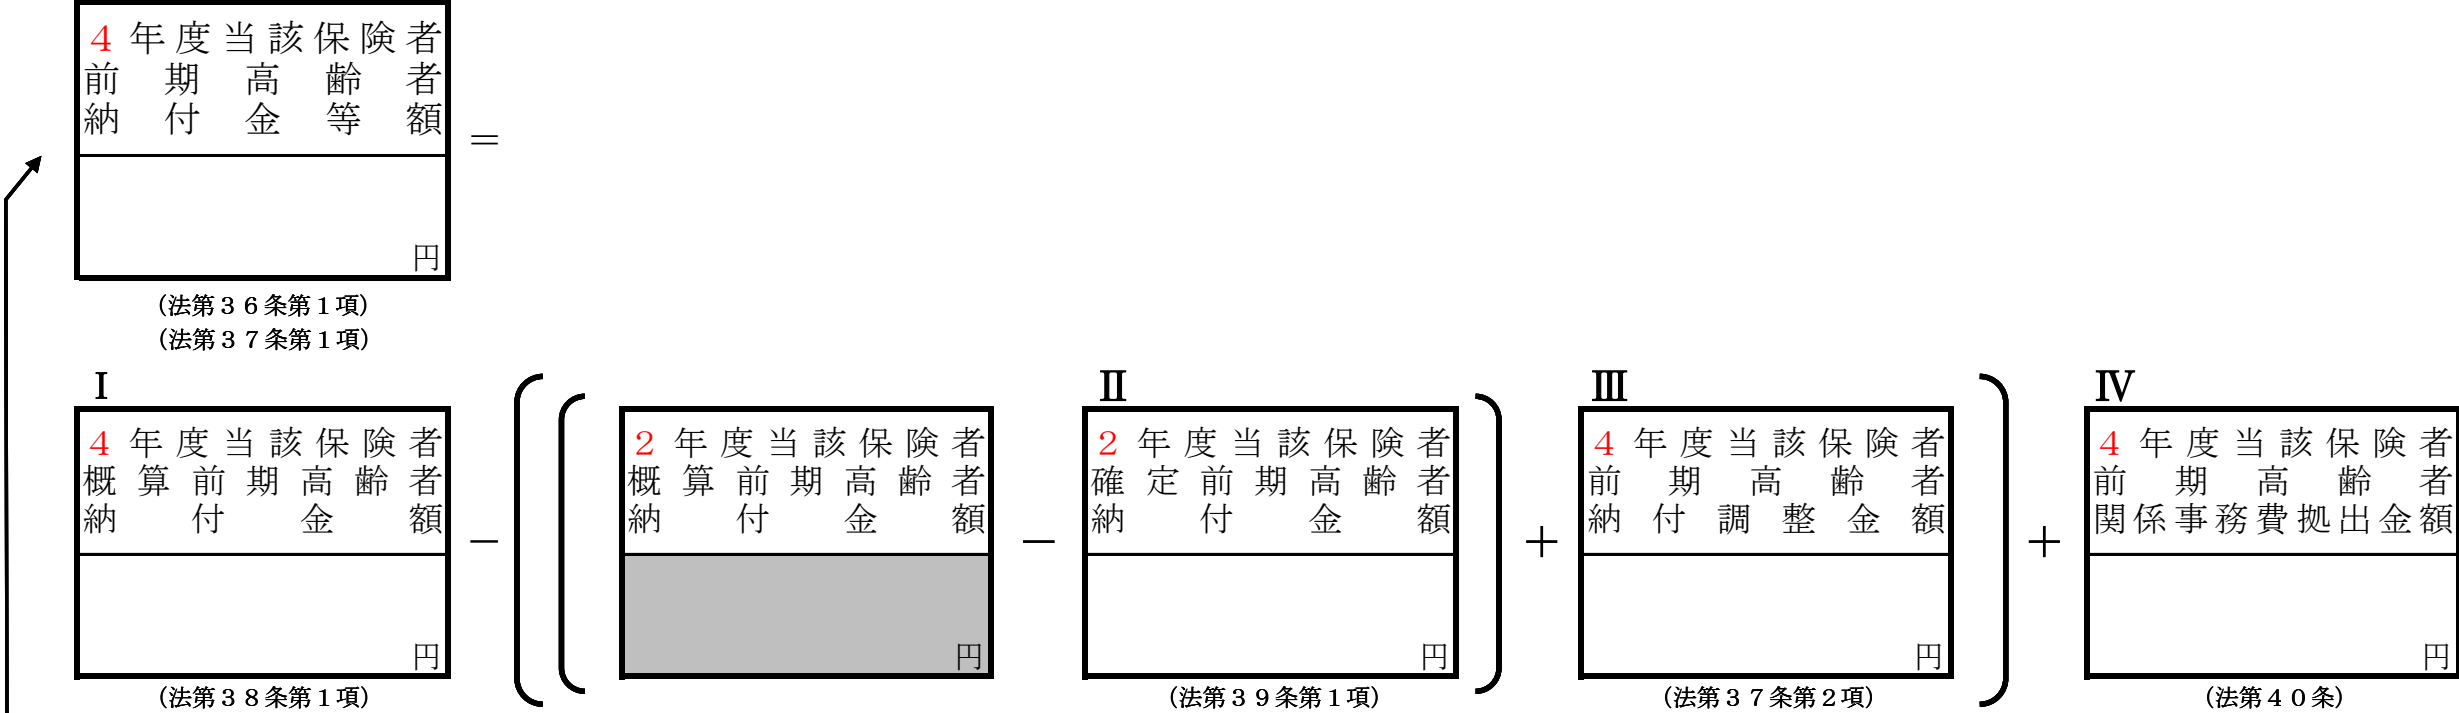 ４年度当該保険者
前期高齢者
納付金等額
＝
円
（法第３６条第１項）
（法第３７条第１項）
Ⅰ
４年度当該保険者
概算前期高齢者
納付金額
円
（法第３８条第１項）
－
２年度当該保険者
概算前期高齢者
納付金額
円
－
Ⅱ
２年度当該保険者
確定前期高齢者
納付金額
円
（法第３９条第１項）
＋
Ⅲ
４年度当該保険者
前期高齢者
納付調整金額
円
（法第３７条第２項）
＋
Ⅳ
４年度当該保険者
前期高齢者
関係事務費拠出金額
円
（法第４０条）